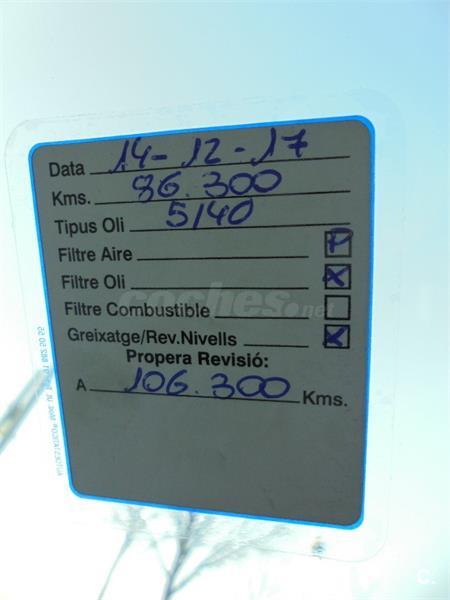 Data 14-12-17
Kms. 86.300
Tipus Oli 5/40
Filtre Aire
Filtre Oli X
Filtre Combustible
Greixatge/Rev.Nivells X
Propera Revisió:
A 106.300 Kms.
coches.net
C.